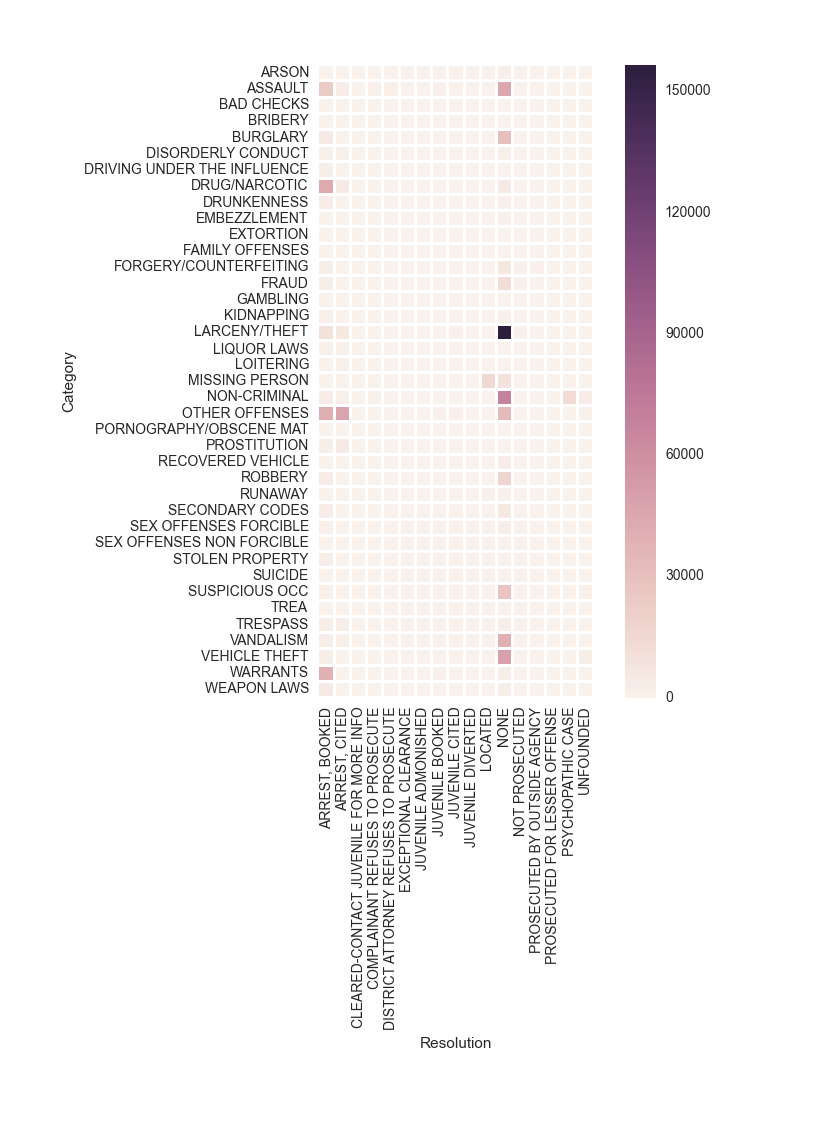 ARSON
ASSAULT
BAD CHECKS
BRIBERY
BURGLARY
DISORDERLY CONDUCT
DRIVING UNDER THE INFLUENCE
DRUG/NARCOTIC
DRUNKENNESS
EMBEZZLEMENT
EXTORTION
FAMILY OFFENSES
FORGERY/COUNTERFEITING
FRAUD
GAMBLING
KIDNAPPING
LARCENY/THEFT
LIQUOR LAWS
LOITERING
MISSING PERSON
NON-CRIMINAL
OTHER OFFENSES
PORNOGRAPHY/OBSCENE MAT
PROSTITUTION
RECOVERED VEHICLE
ROBBERY
RUNAWAY
SECONDARY CODES
SEX OFFENSES FORCIBLE
SEX OFFENSES NON FORCIBLE
STOLEN PROPERTY
SUICIDE
SUSPICIOUS OCC
TREA
TRESPASS
VANDALISM
VEHICLE THEFT
WARRANTS
WEAPON LAWS
Category
ARREST, BOOKED
ARREST, CITED
CLEARED-CONTACT JUVENILE FOR MORE INFO
COMPLAINANT REFUSES TO PROSECUTE
DISTRICT ATTORNEY REFUSES TO PROSECUTE
EXCEPTIONAL CLEARANCE
JUVENILE ADMONISHED
JUVENILE BOOKED
JUVENILE CITED
JUVENILE DIVERTED
LOCATED
NONE
NOT PROSECUTED
PROSECUTED BY OUTSIDE AGENCY
PROSECUTED FOR LESSER OFFENSE
PSYCHOPATHIC CASE
UNFOUNDED
Resolution
150000
120000
90000
60000
30000
0